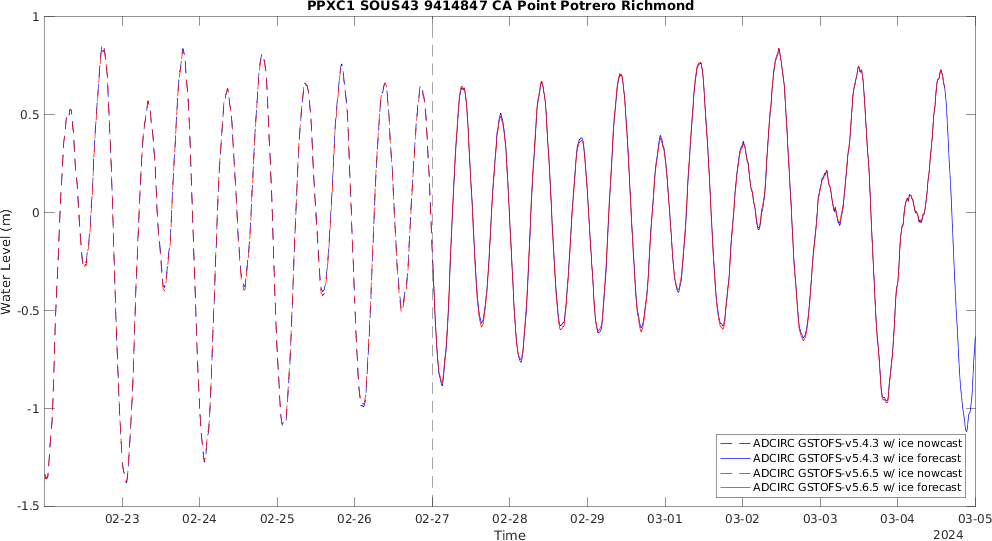 PPXC1 SOUS43 9414847 CA Point Potrero Richmond
1
0.5
0
-0.5
-1
-1.5
Water Level (m)
02-23 02-24 02-25 02-26 02-27 02-28 02-29 03-01 03-02 03-03 03-04 03-05
Time
2024
ADCIRC GSTOFS-v5.4.3 w/ ice nowcast
ADCIRC GSTOFS-v5.4.3 w/ ice forecast
ADCIRC GSTOFS-v5.6.5 w/ ice nowcast
ADCIRC GSTOFS-v5.6.5 w/ ice forecast